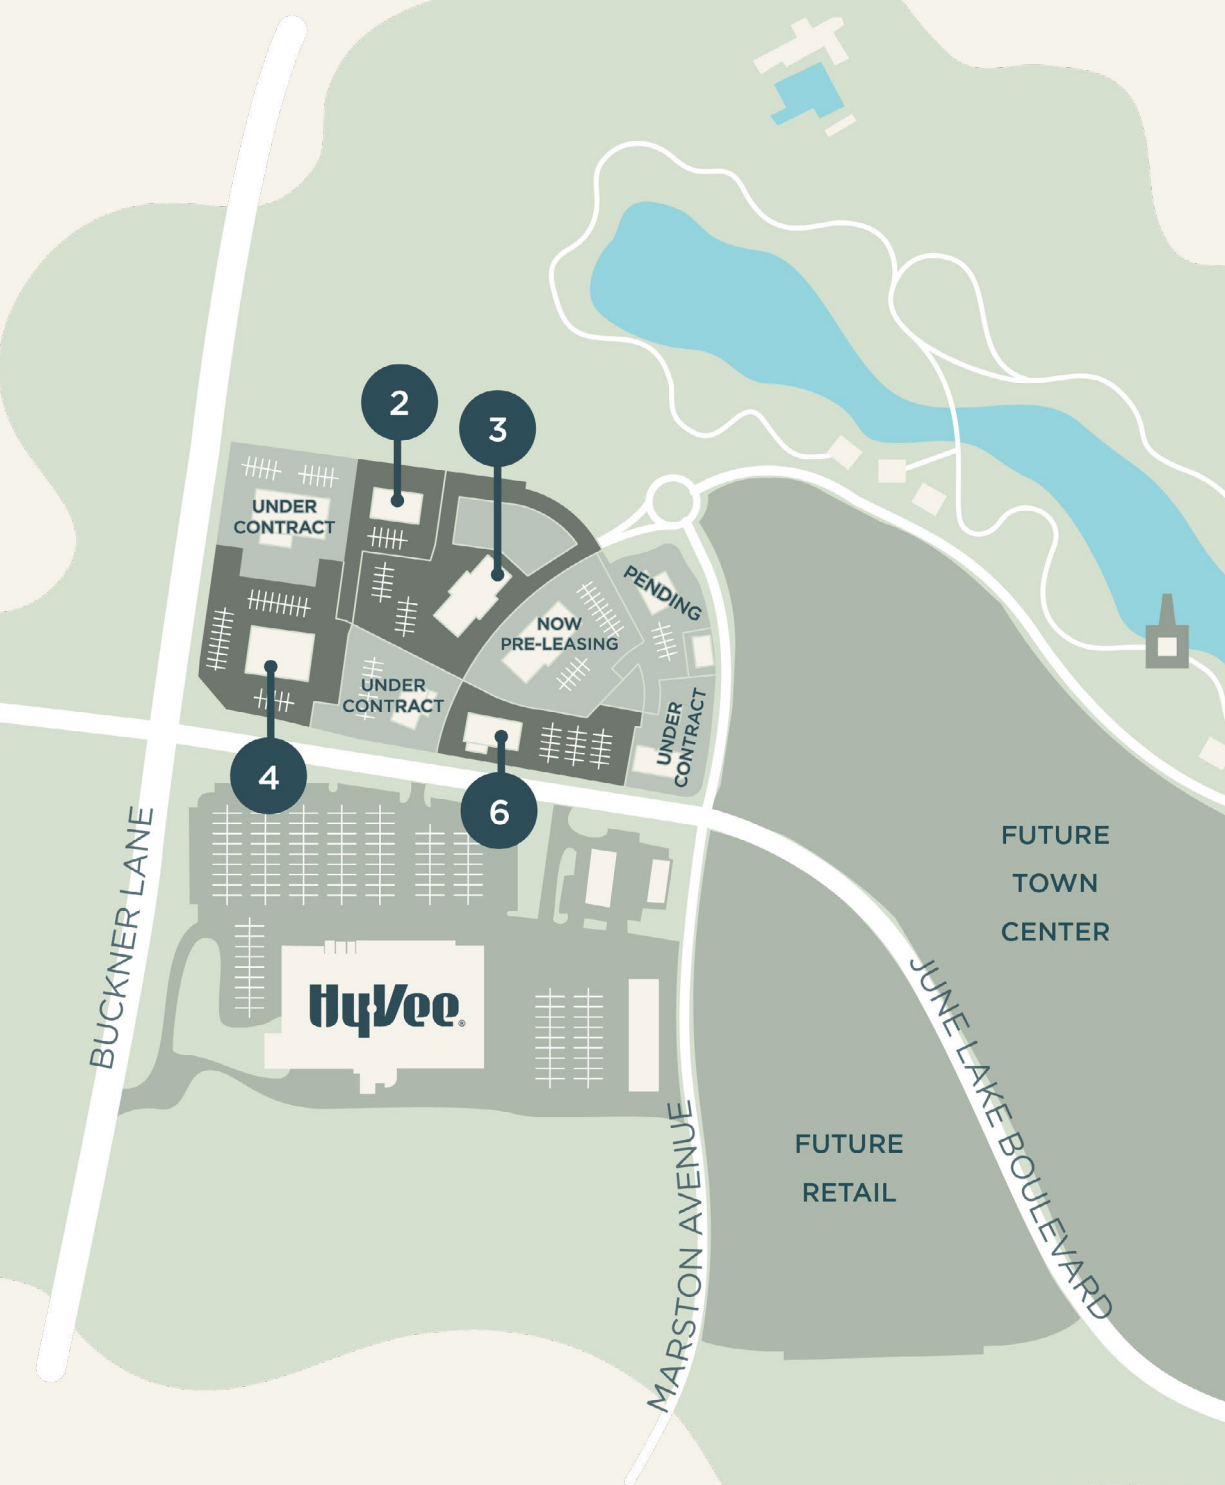 2
3
UNDER
CONTRACT
PENDING
NOW
PRE-LEASING
UNDER
CONTRACT
UNDER
CONTRACT
4
6
BUCKNER LANE
FUTURE
TOWN
CENTER
HyVee®
JUNE LAKE BOULEVARD
FUTURE
RETAIL
MARSTON AVENUE